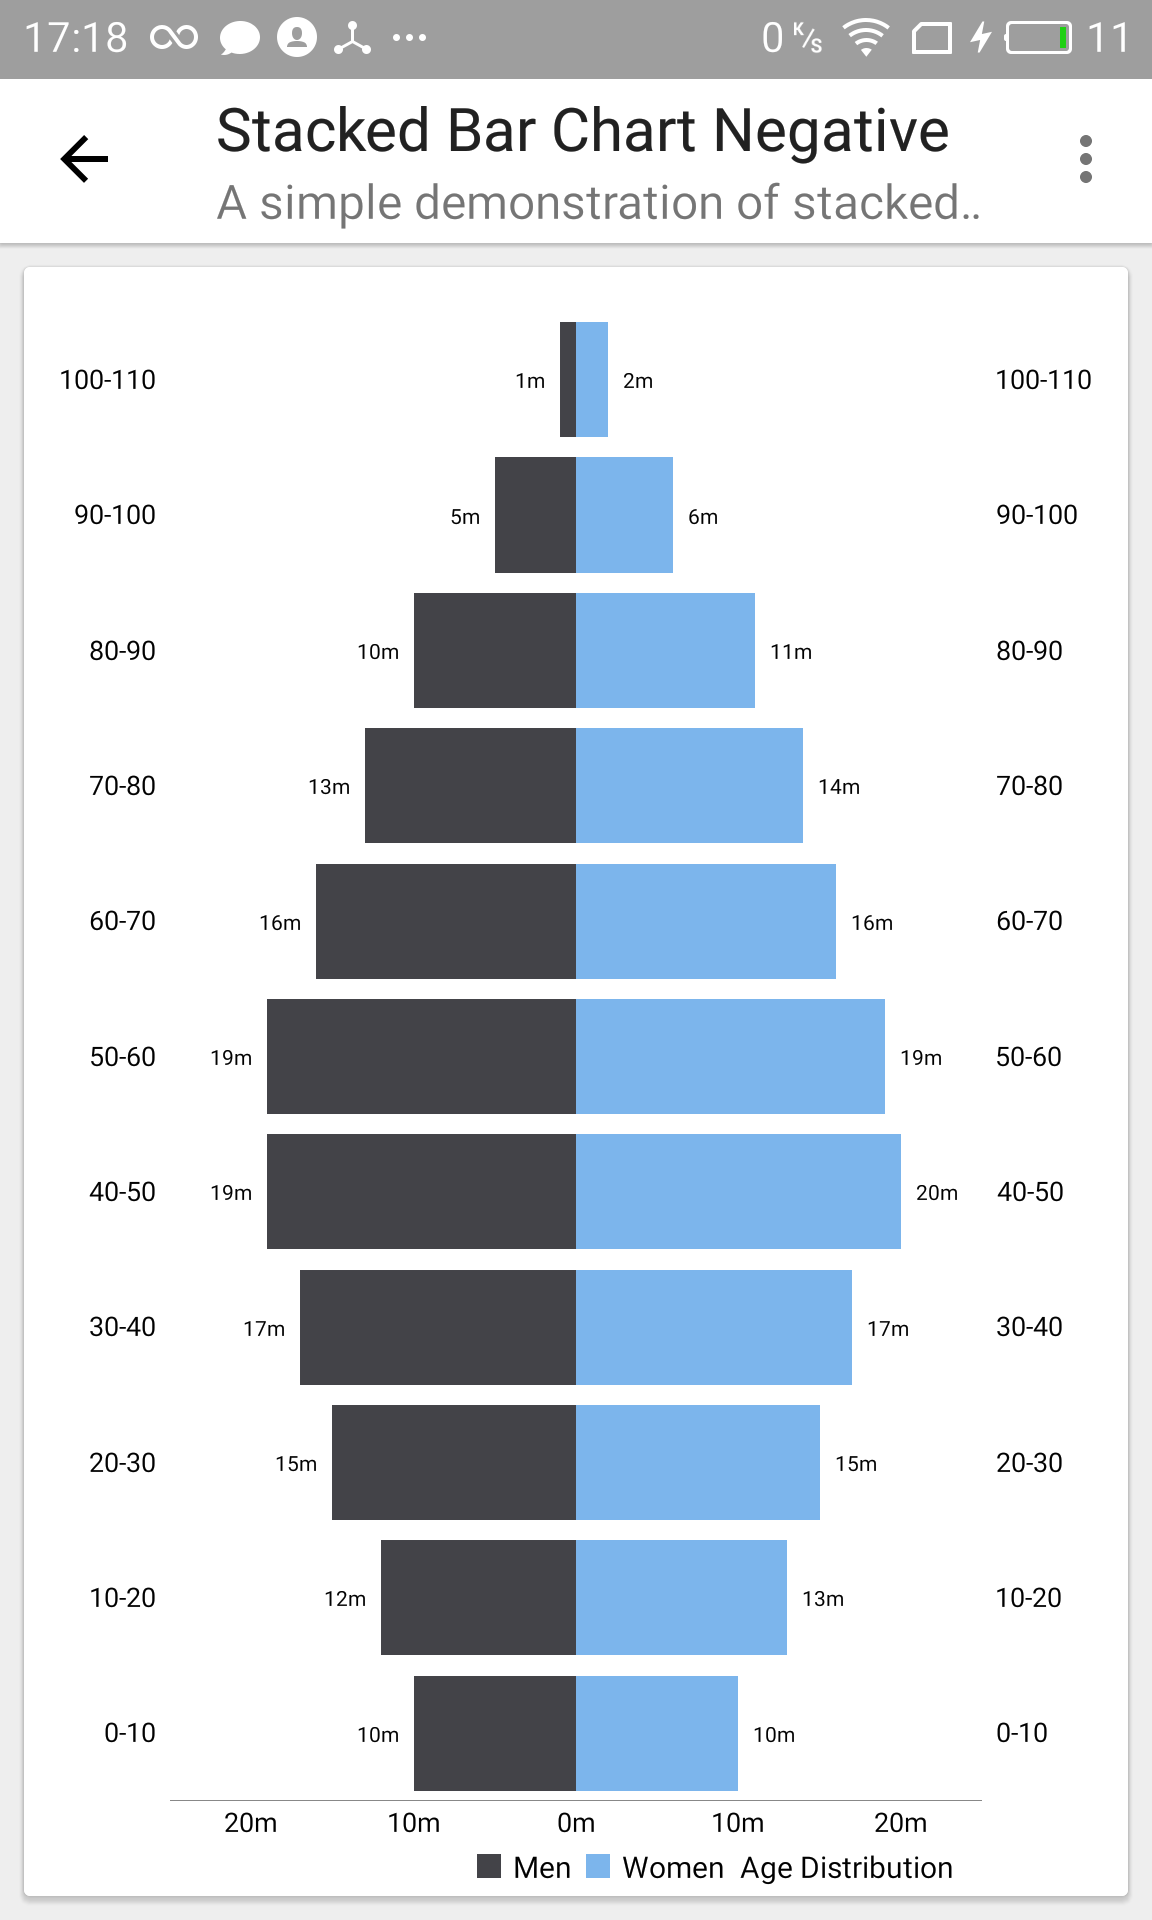 17:18 0 K/s 11
Stacked Bar Chart Negative
A simple demonstration of stacked..
100-110 1m 2m 100-110
90-100 5m 6m 90-100
80-90 10m 11m 80-90
70-80 13m 14m 70-80
60-70 16m 16m 60-70
50-60 19m 19m 50-60
40-50 19m 20m 40-50
30-40 17m 17m 30-40
20-30 15m 15m 20-30
10-20 12m 13m 10-20
0-10 10m 10m 0-10
20m 10m 0m 10m 20m
Men Women Age Distribution